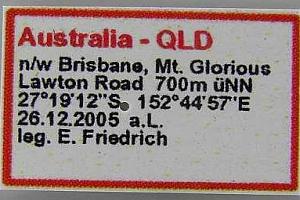 Australia - QLD
n/w Brisbane, Mt. Glorious
Lawton Road 700m üNN
27°19'12"S 152°44'57"E
26.12.2005 a.L.
leg. E. Friedrich